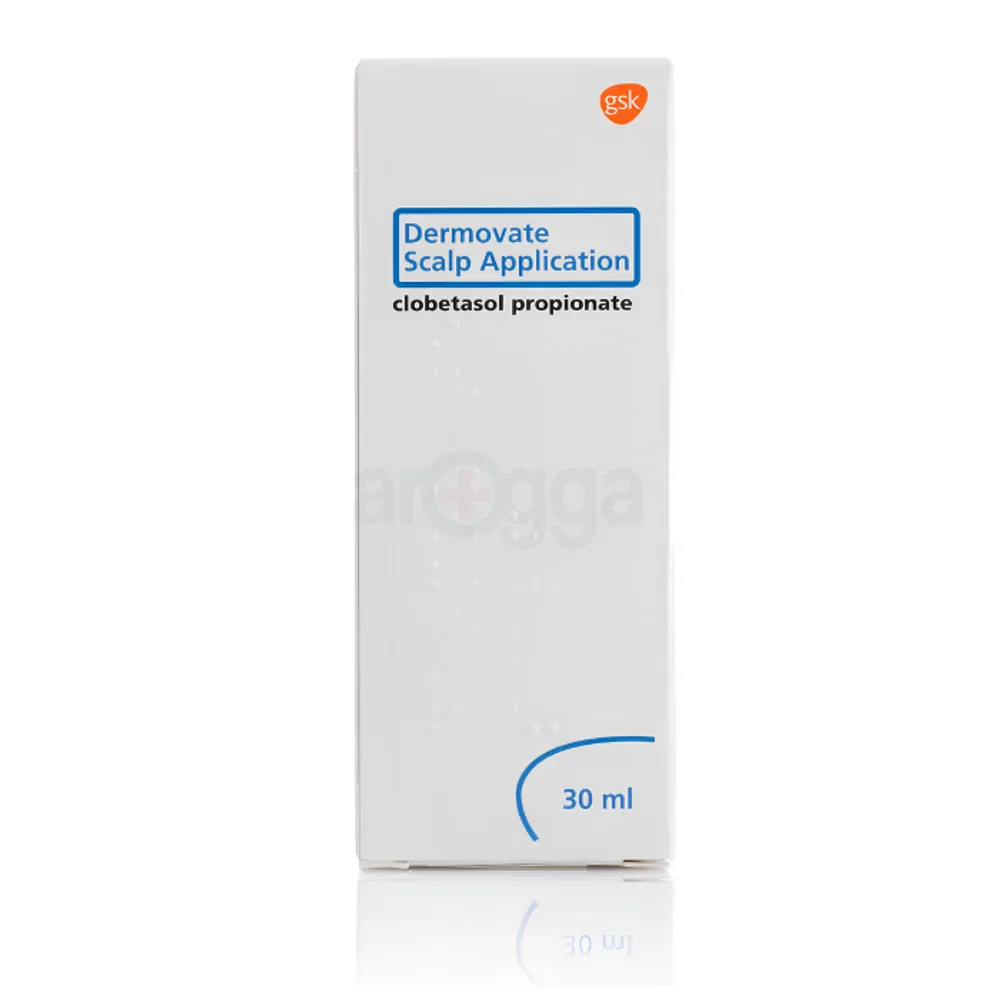 gsk
Dermovate
Scalp Application
clobetasol propionate
arogga
30 ml